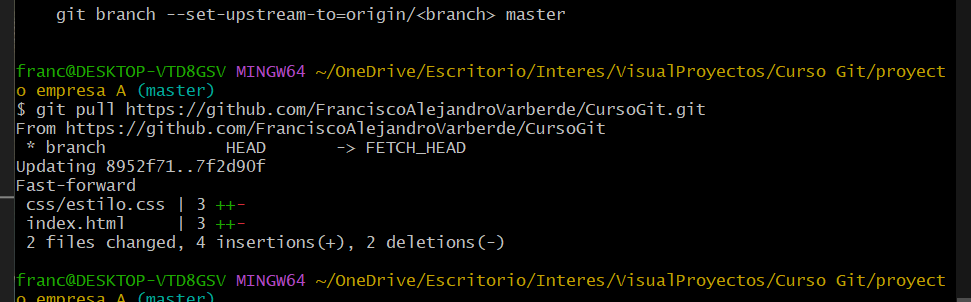 git branch --set-upstream-to=origin/<branch> master
franc@DESKTOP-VTD8GSV MINGW64 ~/OneDrive/Escritorio/Interes/VisualProyectos/Curso Git/proyect
o empresa A (master)
$ git pull https://github.com/FranciscoAlejandroVarberde/CursoGit.git
From https://github.com/FranciscoAlejandroVarberde/CursoGit
 * branch            HEAD       -> FETCH_HEAD
Updating 8952f71..7f2d90f
Fast-forward
 css/estilo.css | 3 ++-
 index.html     | 3 ++-
 2 files changed, 4 insertions(+), 2 deletions(-)
franc@DESKTOP-VTD8GSV MINGW64 ~/OneDrive/Escritorio/Interes/VisualProyectos/Curso Git/proyect
o empresa A (master)